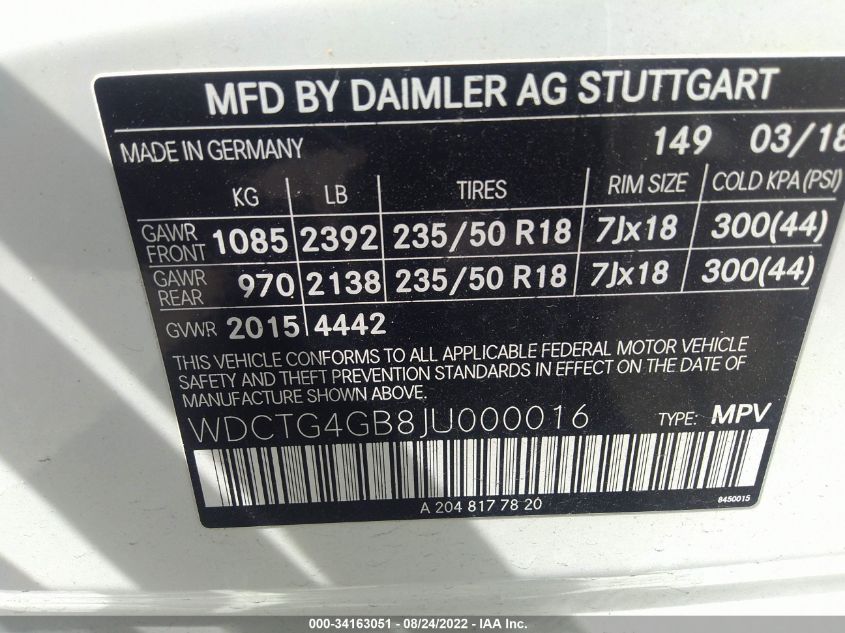 MFD BY DAIMLER AG STUTTGART
MADE IN GERMANY 149 03/18
KG LB TIRES RIM SIZE COLD KPA (PSI)
GAWR FRONT 1085 2392 235/50 R18 7Jx18 300(44)
GAWR REAR 970 2138 235/50 R18 7Jx18 300(44)
GVWR 2015 4442
THIS VEHICLE CONFORMS TO ALL APPLICABLE FEDERAL MOTOR VEHICLE
SAFETY AND THEFT PREVENTION STANDARDS IN EFFECT ON THE DATE OF
MANUFACTURE SHOWN ABOVE.
WDCTG4GB8JU000016 TYPE: MPV
A 204 817 78 20 8450015
000-34163051 - 08/24/2022 - IAA Inc.